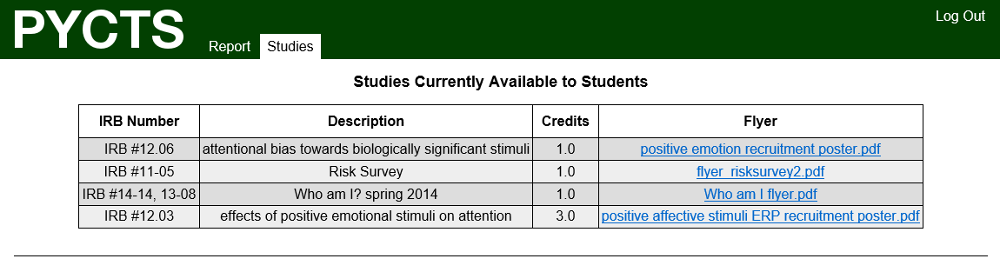 PYCTS
Report Studies
Log Out
Studies Currently Available to Students
IRB Number Description Credits Flyer
IRB #12.06 attentional bias towards biologically significant stimuli 1.0 positive emotion recruitment poster.pdf
IRB #11-05 Risk Survey 1.0 flyer_risksurvey2.pdf
IRB #14-14, 13-08 Who am I? spring 2014 1.0 Who am I flyer.pdf
IRB #12.03 effects of positive emotional stimuli on attention 3.0 positive affective stimuli ERP recruitment poster.pdf